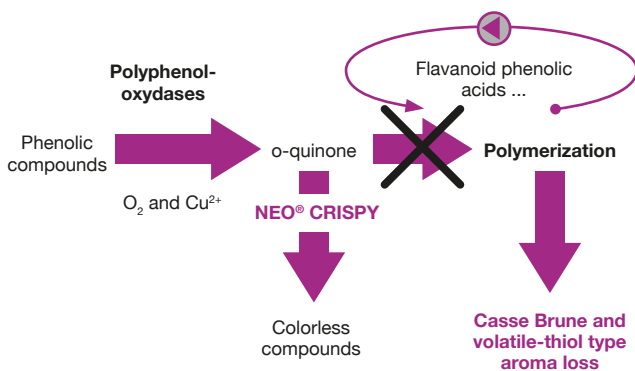 Polyphenol-
oxydases
Flavanoid phenolic
acids ...
Phenolic
compounds
o-quinone
Polymerization
O₂ and Cu²⁺
NEO® CRISPY
Colorless
compounds
Casse Brune and
volatile-thiol type
aroma loss